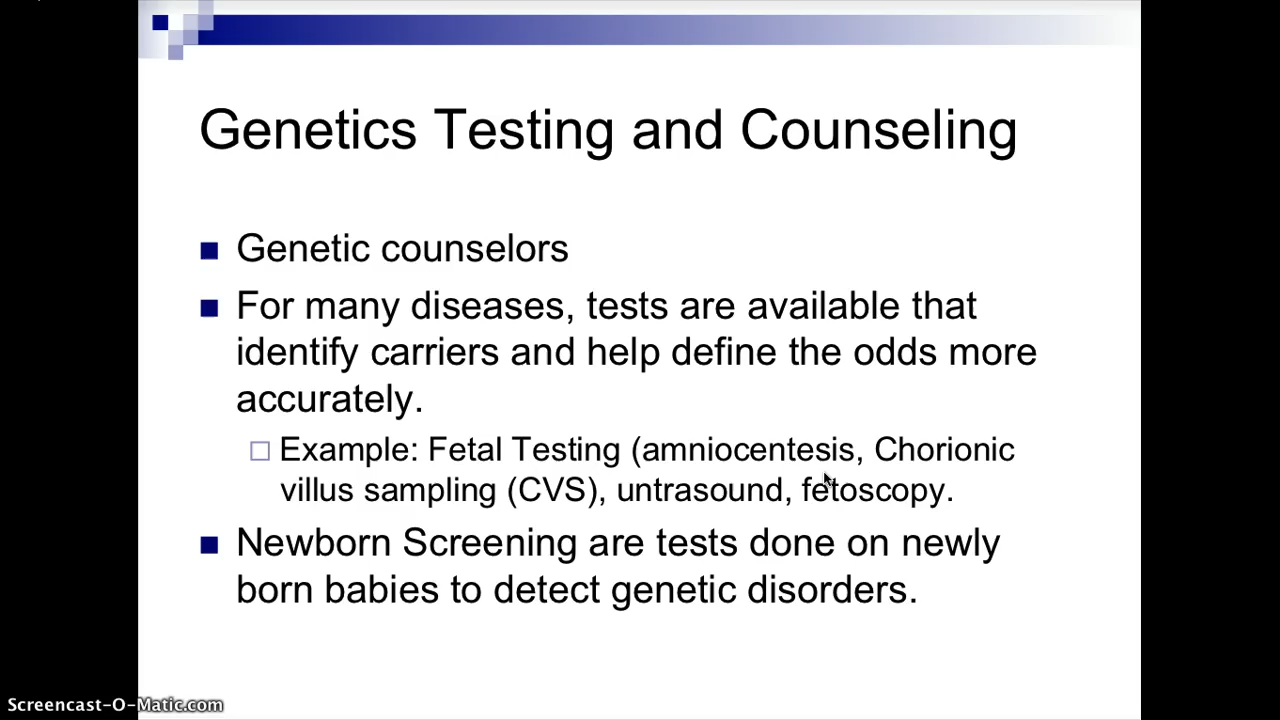 Genetics Testing and Counseling
Genetic counselors
For many diseases, tests are available that
identify carriers and help define the odds more
accurately.
Example: Fetal Testing (amniocentesis, Chorionic
villus sampling (CVS), untrasound, fetoscopy.
Newborn Screening are tests done on newly
born babies to detect genetic disorders.
Screencast-O-Matic.com